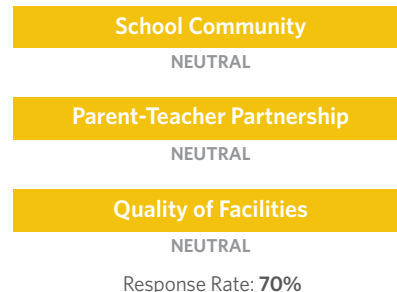 School Community
NEUTRAL
Parent-Teacher Partnership
NEUTRAL
Quality of Facilities
NEUTRAL
Response Rate: 70%